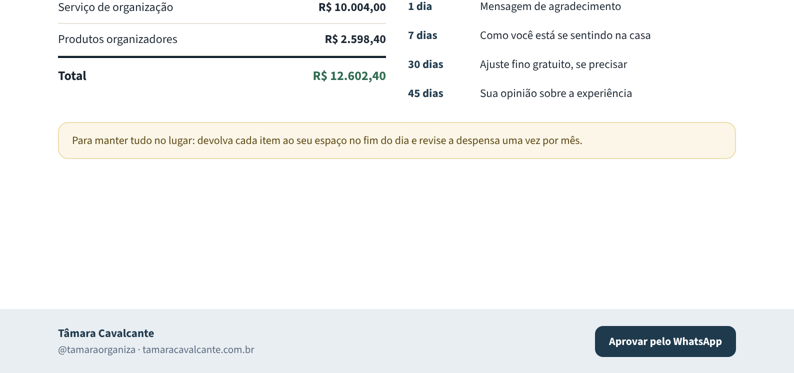 Serviço de organização R$ 10.004,00
Produtos organizadores R$ 2.598,40
Total R$ 12.602,40
1 dia Mensagem de agradecimento
7 dias Como você está se sentindo na casa
30 dias Ajuste fino gratuito, se precisar
45 dias Sua opinião sobre a experiência
Para manter tudo no lugar: devolva cada item ao seu espaço no fim do dia e revise a despensa uma vez por mês.
Tâmara Cavalcante
@tamaraorganiza · tamaracavalcante.com.br
Aprovar pelo WhatsApp